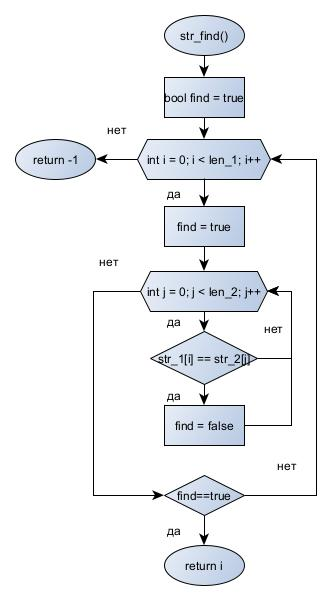 str_find()
bool find = true
нет
return -1
int i = 0; i < len_1; i++
да
find = true
нет
int j = 0; j < len_2; j++
да
нет
str_1[i] == str_2[j]
да
find = false
нет
find==true
да
return i